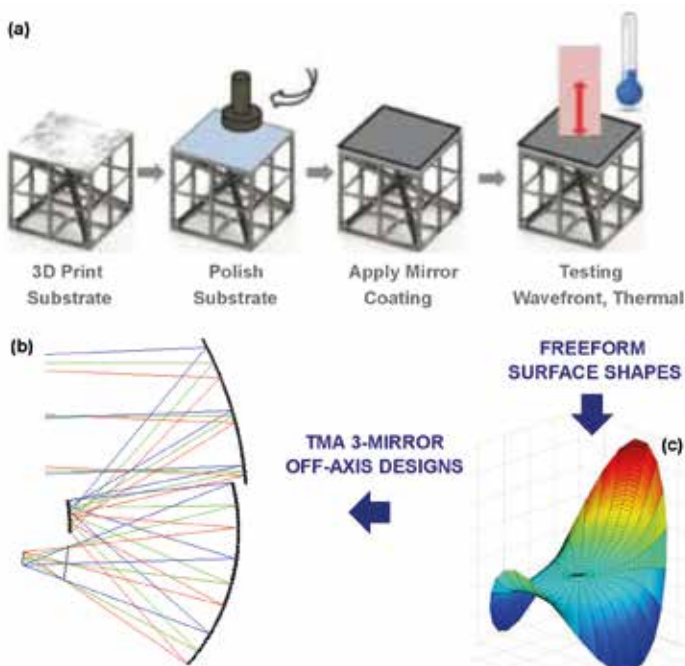 (a)
3D Print
Substrate
Polish
Substrate
Apply Mirror
Coating
Testing
Wavefront, Thermal
(b)
FREEFORM
SURFACE SHAPES
(c)
TMA 3-MIRROR
OFF-AXIS DESIGNS